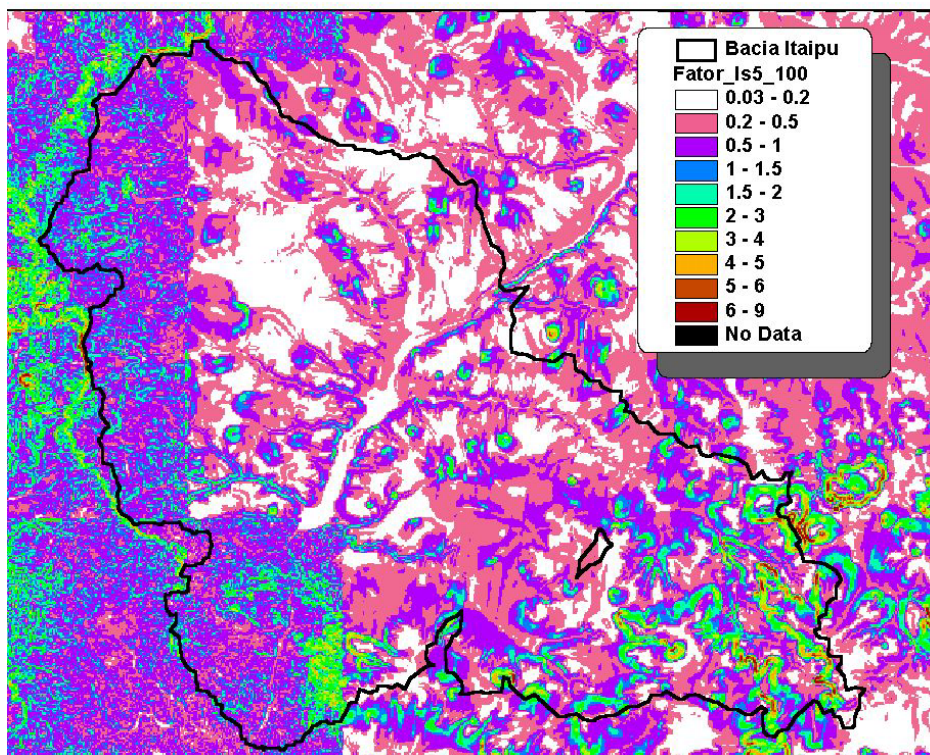 Bacia Itaipu
Fator_ls5_100
0.03 - 0.2
0.2 - 0.5
0.5 - 1
1 - 1.5
1.5 - 2
2 - 3
3 - 4
4 - 5
5 - 6
6 - 9
No Data